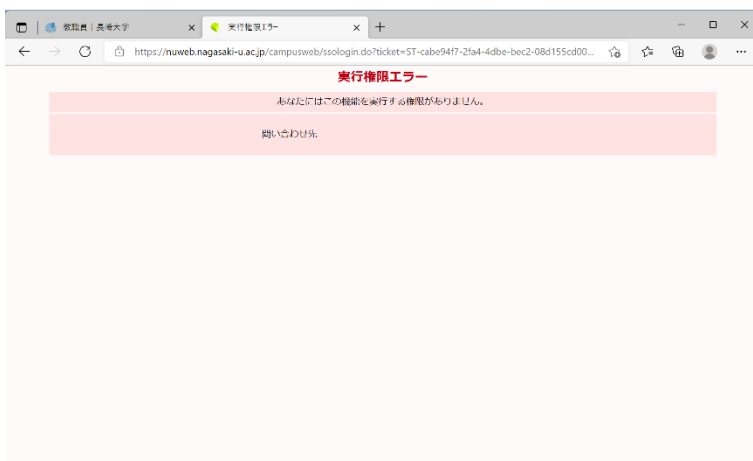 教職員 | 長崎大学
実行権限エラー
https://nuweb.nagasaki-u.ac.jp/campusweb/ssologin.do?ticket=ST-cabe94f7-2fa4-4dbe-bec2-08d155cd00...
実行権限エラー
あなたにはこの機能を実行する権限がありません。
問い合わせ先